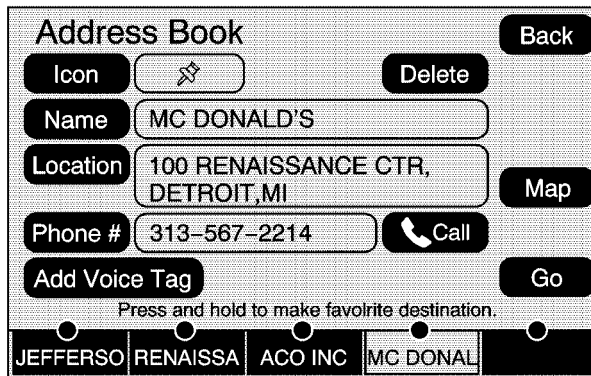 Address Book
Back
Icon
Delete
Name
MC DONALD'S
Location
100 RENAISSANCE CTR,
DETROIT,MI
Map
Phone #
313-567-2214
Call
Add Voice Tag
Go
Press and hold to make favolrite destination.
JEFFERSO
RENAISSA
ACO INC
MC DONAL